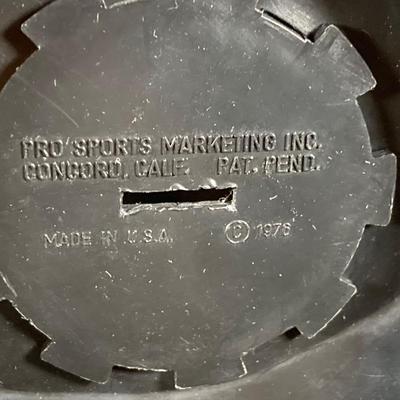 PRO SPORTS MARKETING INC.
CONCORD, CALIF. PAT. PEND.
MADE IN U.S.A. © 1976